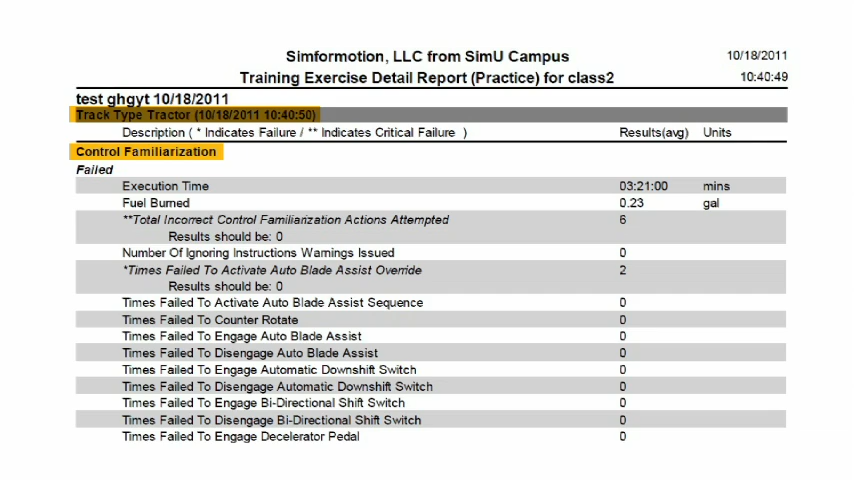 Simformotion, LLC from SimU Campus 10/18/2011
Training Exercise Detail Report (Practice) for class2 10:40:49
test ghgyt 10/18/2011
Track Type Tractor (10/18/2011 10:40:50)
Description ( * Indicates Failure / ** Indicates Critical Failure ) Results(avg) Units
Control Familiarization
Failed
Execution Time 03:21:00 mins
Fuel Burned 0.23 gal
**Total Incorrect Control Familiarization Actions Attempted 6
Results should be: 0
Number Of Ignoring Instructions Warnings Issued 0
*Times Failed To Activate Auto Blade Assist Override 2
Results should be: 0
Times Failed To Activate Auto Blade Assist Sequence 0
Times Failed To Counter Rotate 0
Times Failed To Engage Auto Blade Assist 0
Times Failed To Disengage Auto Blade Assist 0
Times Failed To Engage Automatic Downshift Switch 0
Times Failed To Disengage Automatic Downshift Switch 0
Times Failed To Engage Bi-Directional Shift Switch 0
Times Failed To Disengage Bi-Directional Shift Switch 0
Times Failed To Engage Decelerator Pedal 0